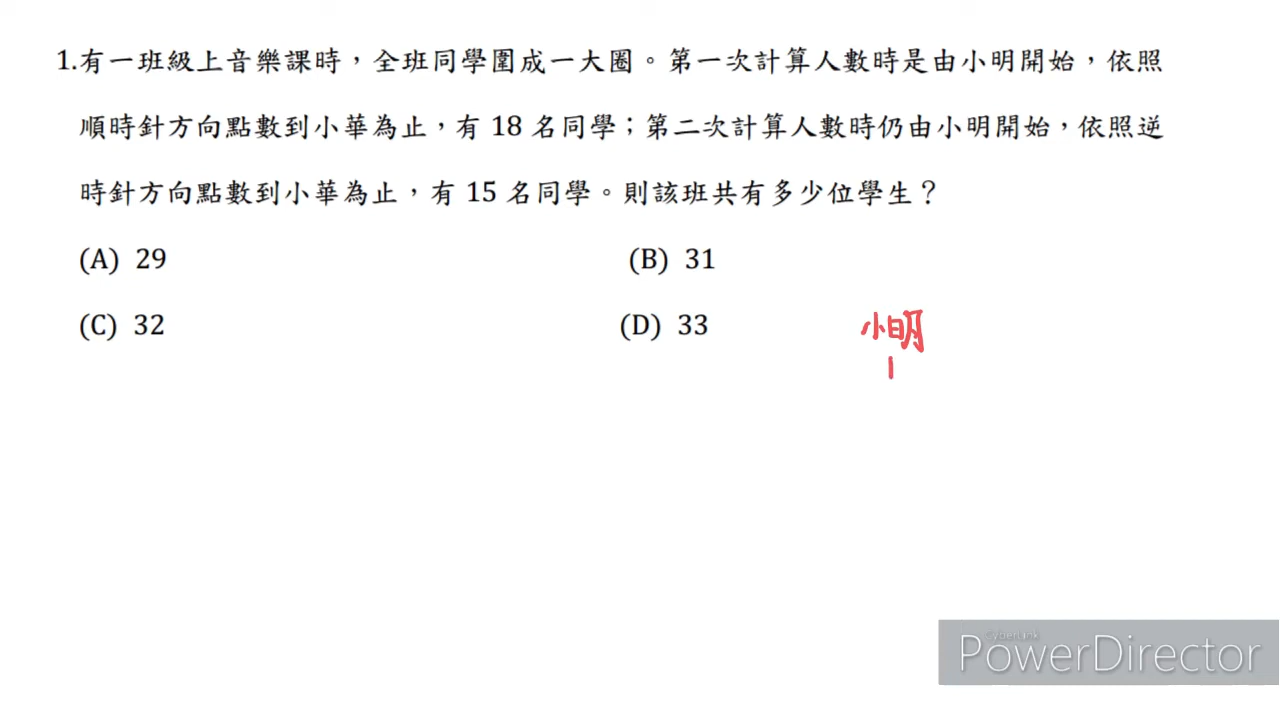 1.有一班級上音樂課時，全班同學圍成一大圈。第一次計算人數時是由小明開始，依照
順時針方向點數到小華為止，有 18 名同學；第二次計算人數時仍由小明開始，依照逆
時針方向點數到小華為止，有 15 名同學。則該班共有多少位學生？
(A) 29
(B) 31
(C) 32
(D) 33
小明
1
CyberLink
PowerDirector